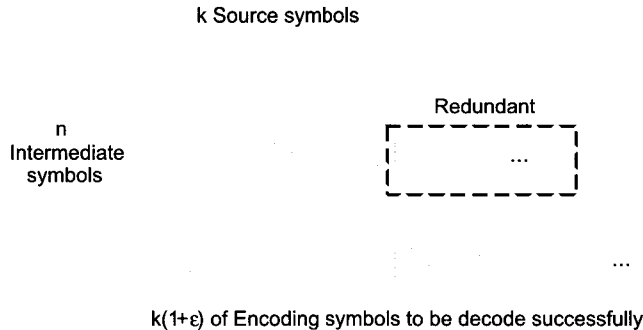 k Source symbols
Redundant
n
Intermediate
symbols
...
...
k(1+ε) of Encoding symbols to be decode successfully